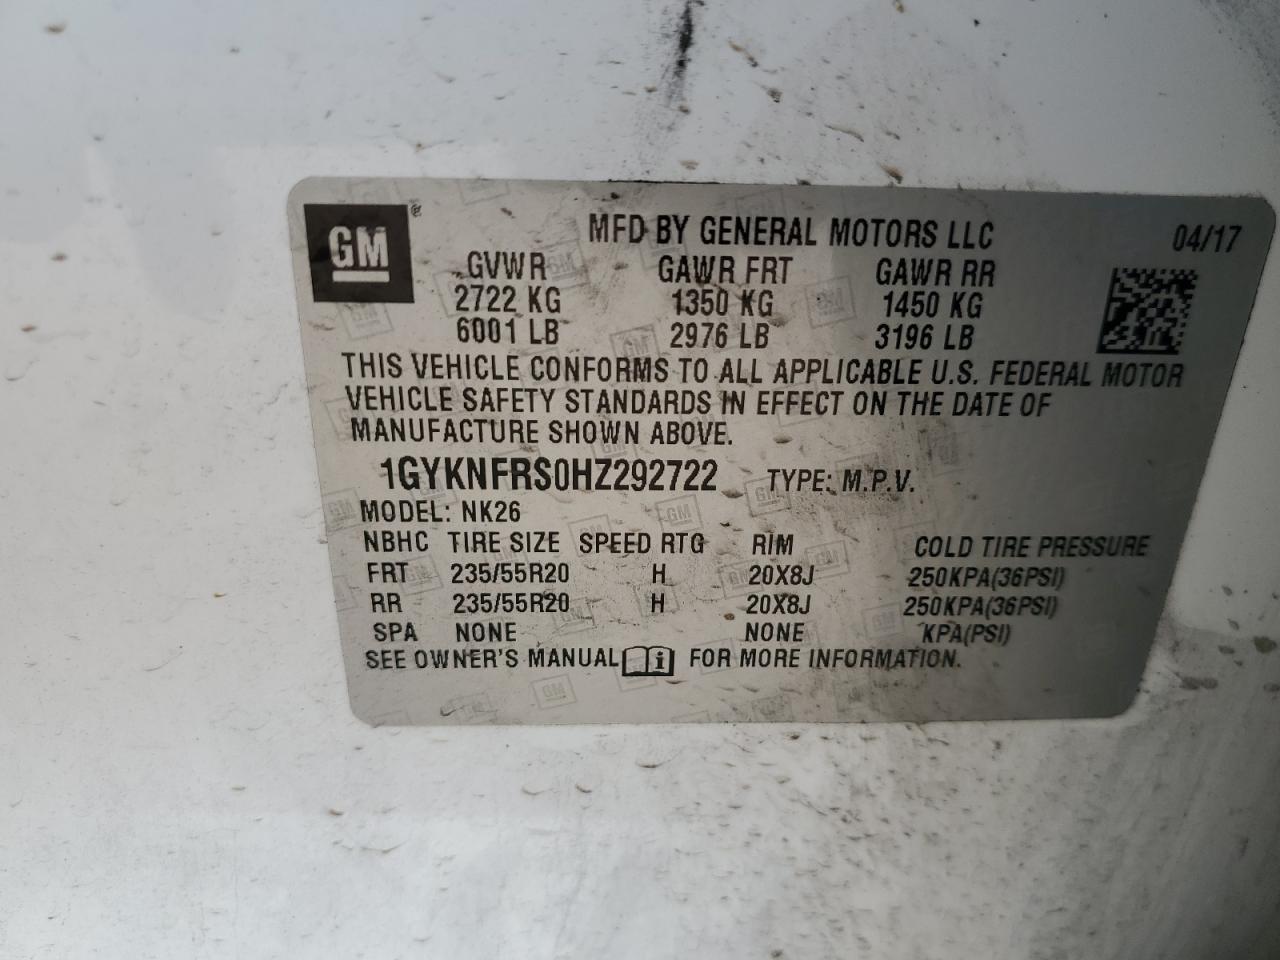 GM
MFD BY GENERAL MOTORS LLC 04/17
GVWR GAWR FRT GAWR RR
2722 KG 1350 KG 1450 KG
6001 LB 2976 LB 3196 LB
THIS VEHICLE CONFORMS TO ALL APPLICABLE U.S. FEDERAL MOTOR
VEHICLE SAFETY STANDARDS IN EFFECT ON THE DATE OF
MANUFACTURE SHOWN ABOVE.
1GYKNFRS0HZ292722 TYPE: M.P.V.
MODEL: NK26
NBHC TIRE SIZE SPEED RTG RIM COLD TIRE PRESSURE
FRT 235/55R20 H 20X8J 250KPA(36PSI)
RR 235/55R20 H 20X8J 250KPA(36PSI)
SPA NONE NONE KPA(PSI)
SEE OWNER'S MANUAL FOR MORE INFORMATION.